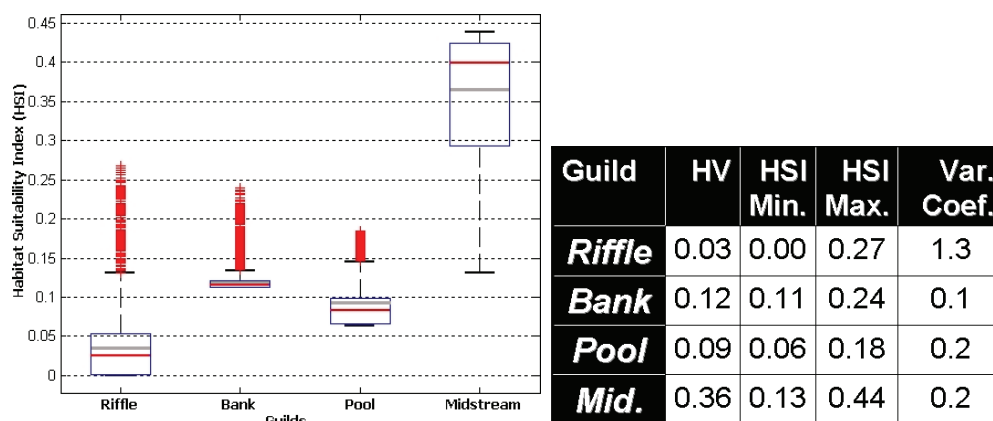 Habitat Suitability Index (HSI)
0.45
0.4
0.35
0.3
0.25
0.2
0.15
0.1
0.05
0
Riffle Bank Pool Midstream
Guilds
Guild HV HSI Min. HSI Max. Var. Coef.
Riffle 0.03 0.00 0.27 1.3
Bank 0.12 0.11 0.24 0.1
Pool 0.09 0.06 0.18 0.2
Mid. 0.36 0.13 0.44 0.2